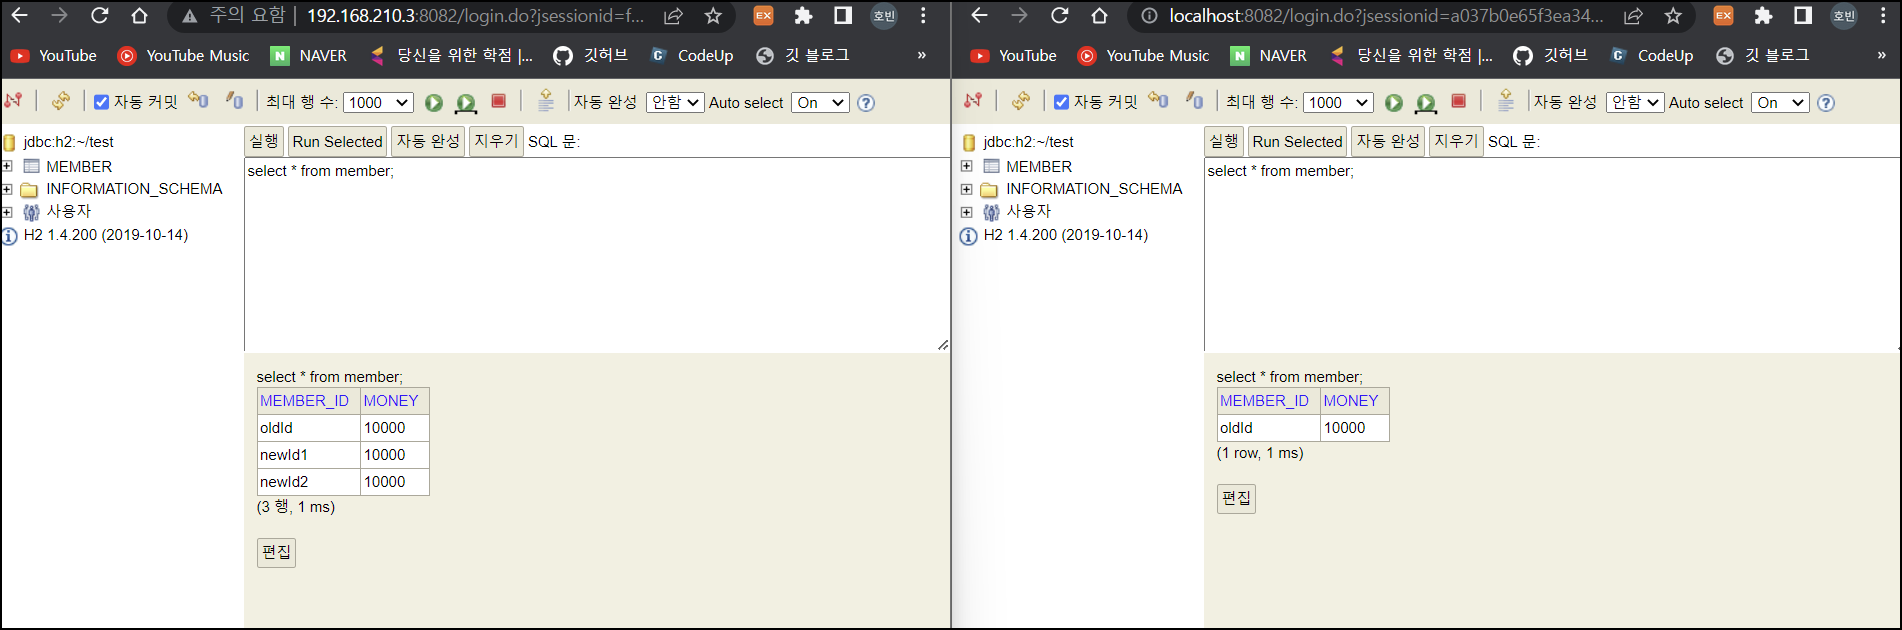 주의 요함 | 192.168.210.3:8082/login.do?jsessionid=f...
EX
호빈
YouTube YouTube Music N NAVER 당신을 위한 학점 |... 깃허브 C CodeUp 깃 블로그 »
자동 커밋 최대 행 수: 1000 자동 완성 안함 Auto select On ?
jdbc:h2:~/test
MEMBER
INFORMATION_SCHEMA
사용자
H2 1.4.200 (2019-10-14)
실행 Run Selected 자동 완성 지우기 SQL 문:
select * from member;
select * from member;
MEMBER_ID MONEY
oldId 10000
newId1 10000
newId2 10000
(3 행, 1 ms)
편집
localhost:8082/login.do?jsessionid=a037b0e65f3ea34...
EX
호빈
YouTube YouTube Music N NAVER 당신을 위한 학점 |... 깃허브 C CodeUp 깃 블로그 »
자동 커밋 최대 행 수: 1000 자동 완성 안함 Auto select On ?
jdbc:h2:~/test
MEMBER
INFORMATION_SCHEMA
사용자
H2 1.4.200 (2019-10-14)
실행 Run Selected 자동 완성 지우기 SQL 문:
select * from member;
select * from member;
MEMBER_ID MONEY
oldId 10000
(1 row, 1 ms)
편집